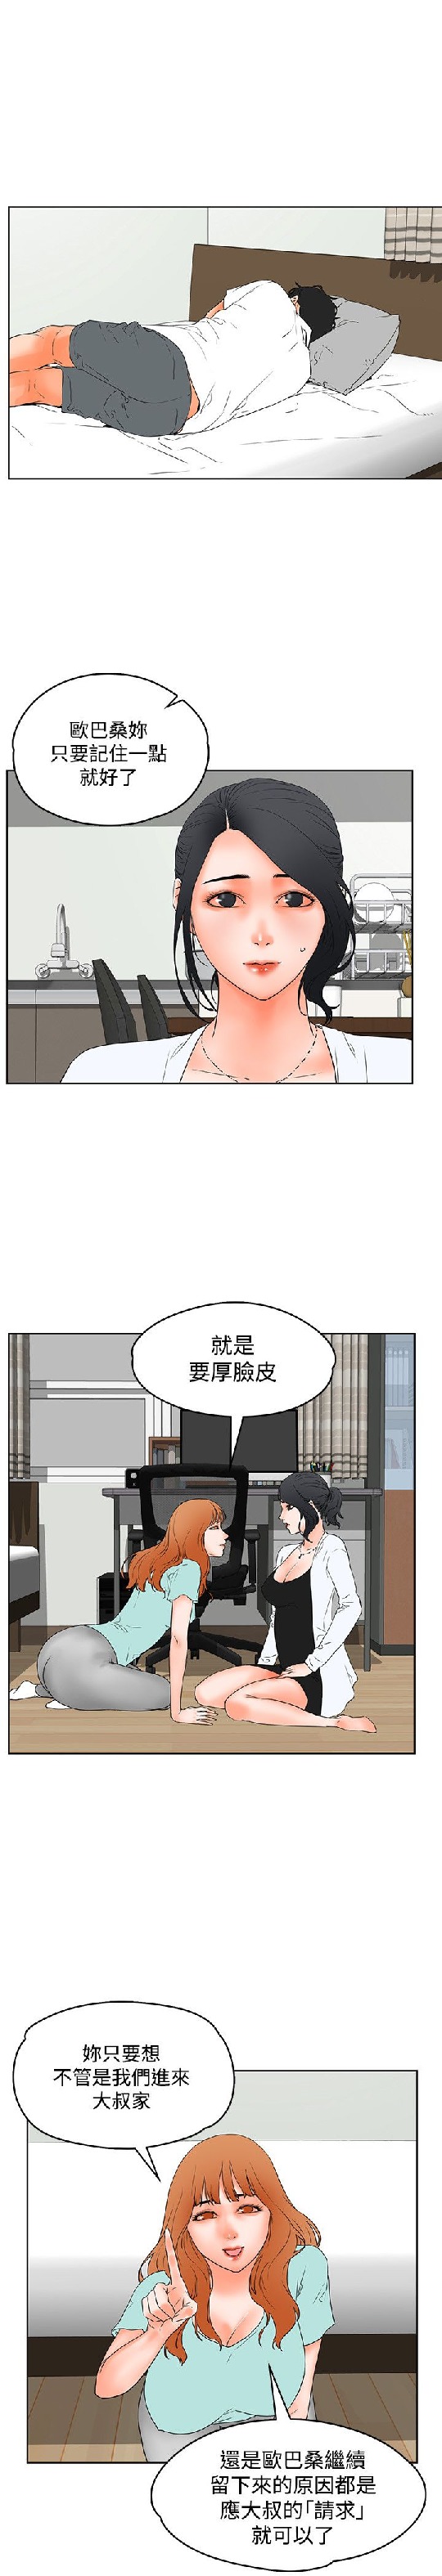 歐巴桑妳
只要記住一點
就好了
就是
要厚臉皮
妳只要想
不管是我們進來
大叔家
還是歐巴桑繼續
留下來的原因都是
應大叔的「請求」
就可以了